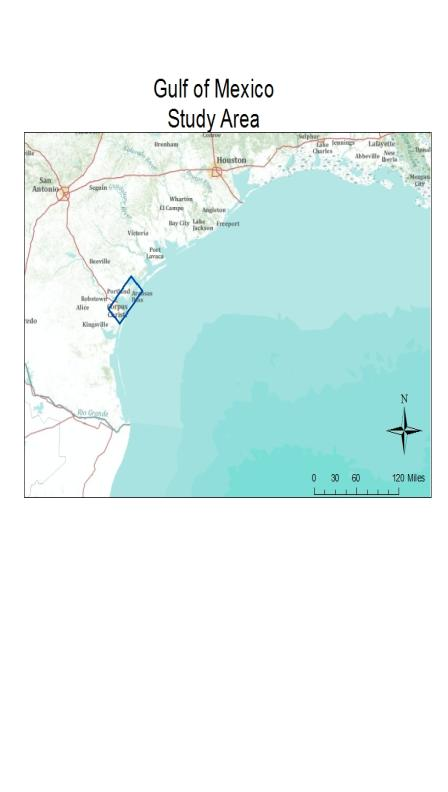 Gulf of Mexico
Study Area
Conroe
Brenham
Sulphur
Lake Charles
Jennings
Lafayette
Abbeville
New Iberia
Morgan City
Houston
San Antonio
Seguin
Wharton
El Campo
Angleton
Bay City
Lake Jackson
Freeport
Victoria
Port Lavaca
Beeville
Portland
Aransas Pass
Robstown
Corpus Christi
Alice
Kingsville
Rio Grande
N
0 30 60 120 Miles